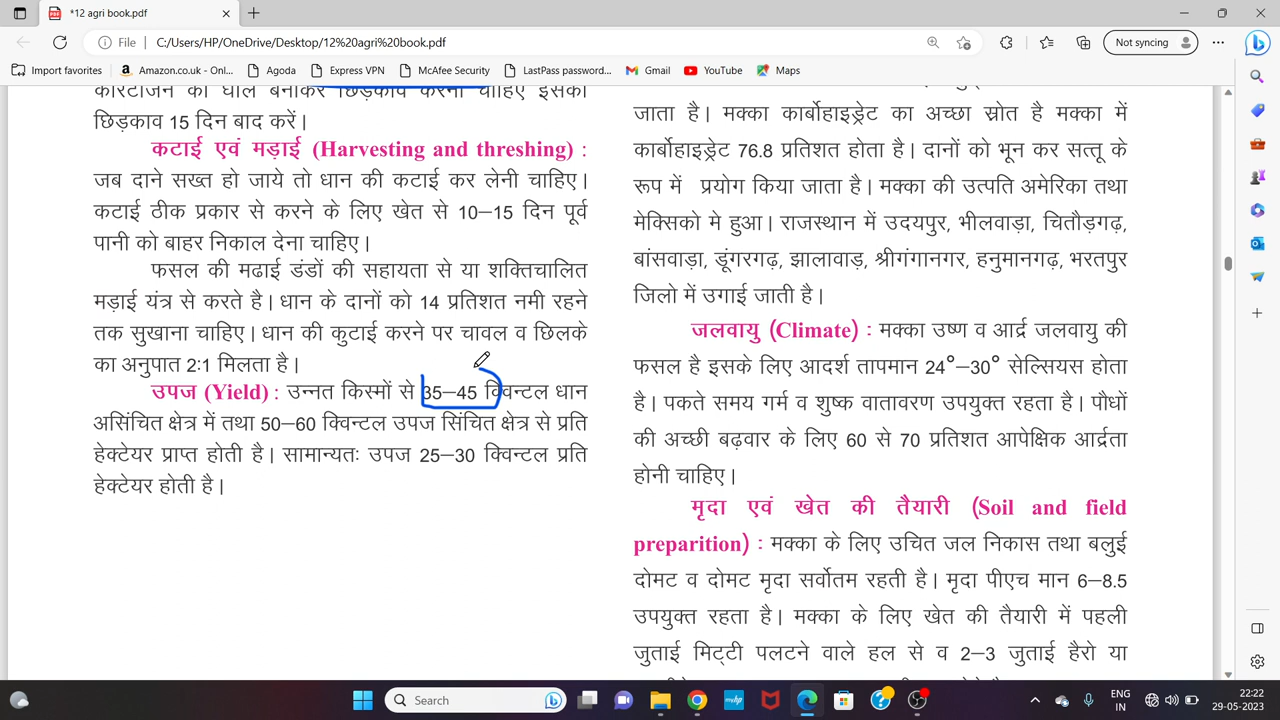 *12 agri book.pdf
File
C:/Users/HP/OneDrive/Desktop/12%20agri%20book.pdf
Not syncing
Import favorites
Amazon.co.uk - Onl...
Agoda
Express VPN
McAfee Security
LastPass password...
Gmail
YouTube
Maps
छिड़काव 15 दिन बाद करें।
कटाई एवं मड़ाई (Harvesting and threshing) :
जब दाने सख्त हो जाये तो धान की कटाई कर लेनी चाहिए।
कटाई ठीक प्रकार से करने के लिए खेत से 10–15 दिन पूर्व
पानी को बाहर निकाल देना चाहिए।
फसल की मढाई डंडों की सहायता से या शक्तिचालित
मड़ाई यंत्र से करते है। धान के दानों को 14 प्रतिशत नमी रहने
तक सुखाना चाहिए। धान की कुटाई करने पर चावल व छिलके
का अनुपात 2:1 मिलता है।
उपज (Yield) : उन्नत किस्मों से 35–45 क्विन्टल धान
असिंचित क्षेत्र में तथा 50–60 क्विन्टल उपज सिंचित क्षेत्र से प्रति
हेक्टेयर प्राप्त होती है। सामान्यतः उपज 25–30 क्विन्टल प्रति
हेक्टेयर होती है।
जाता है। मक्का कार्बोहाइड्रेट का अच्छा स्रोत है मक्का में
कार्बोहाइड्रेट 76.8 प्रतिशत होता है। दानों को भून कर सत्तू के
रूप में प्रयोग किया जाता है। मक्का की उत्पति अमेरिका तथा
मेक्सिको मे हुआ। राजस्थान में उदयपुर, भीलवाड़ा, चितौड़गढ़,
बांसवाड़ा, डूंगरगढ़, झालावाड़, श्रीगंगानगर, हनुमानगढ़, भरतपुर
जिलो में उगाई जाती है।
जलवायु (Climate) : मक्का उष्ण व आर्द्र जलवायु की
फसल है इसके लिए आदर्श तापमान 24°–30° सेल्सियस होता
है। पकते समय गर्म व शुष्क वातावरण उपयुक्त रहता है। पौधों
की अच्छी बढ़वार के लिए 60 से 70 प्रतिशत आपेक्षिक आर्द्रता
होनी चाहिए।
मृदा एवं खेत की तैयारी (Soil and field
preparition) : मक्का के लिए उचित जल निकास तथा बलुई
दोमट व दोमट मृदा सर्वोतम रहती है। मृदा पीएच मान 6–8.5
उपयुक्त रहता है। मक्का के लिए खेत की तैयारी में पहली
जुताई मिट्टी पलटने वाले हल से व 2–3 जुताई हैरो या
Search
ENG
IN
22:22
29-05-2023